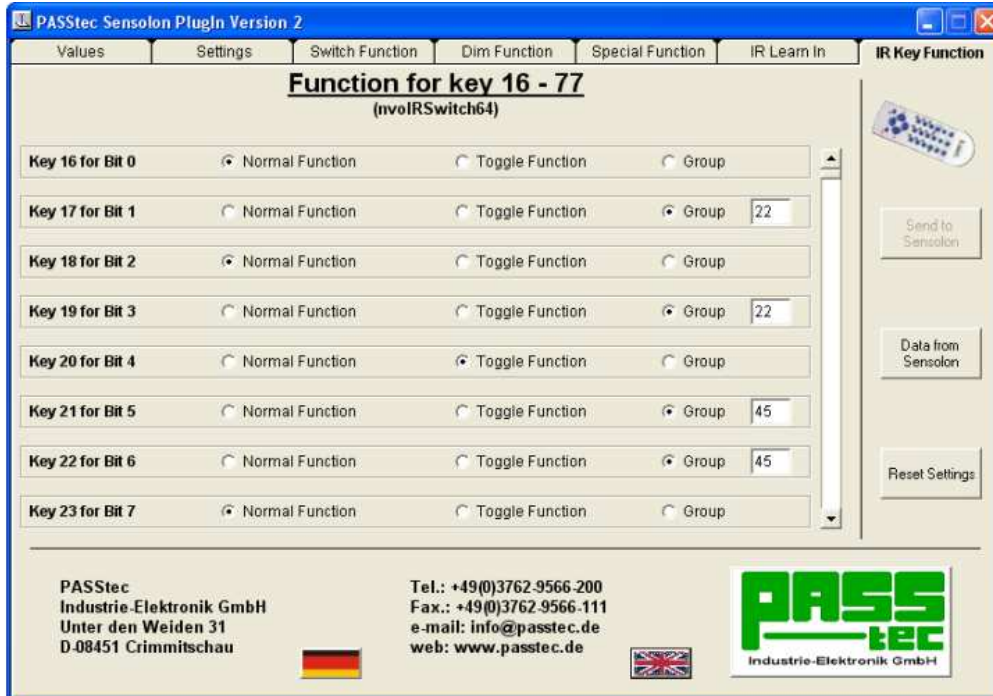 PASStec Sensolon PlugIn Version 2
Values Settings Switch Function Dim Function Special Function IR Learn In IR Key Function
Function for key 16 - 77
(nvoIRSwitch64)
Key 16 for Bit 0 Normal Function Toggle Function Group
Key 17 for Bit 1 Normal Function Toggle Function Group 22
Key 18 for Bit 2 Normal Function Toggle Function Group
Key 19 for Bit 3 Normal Function Toggle Function Group 22
Key 20 for Bit 4 Normal Function Toggle Function Group
Key 21 for Bit 5 Normal Function Toggle Function Group 45
Key 22 for Bit 6 Normal Function Toggle Function Group 45
Key 23 for Bit 7 Normal Function Toggle Function Group
Send to
Sensolon
Data from
Sensolon
Reset Settings
PASStec
Industrie-Elektronik GmbH
Unter den Weiden 31
D-08451 Crimmitschau
Tel.: +49(0)3762-9566-200
Fax.: +49(0)3762-9566-111
e-mail: info@passtec.de
web: www.passtec.de
PASS
tec
Industrie-Elektronik GmbH